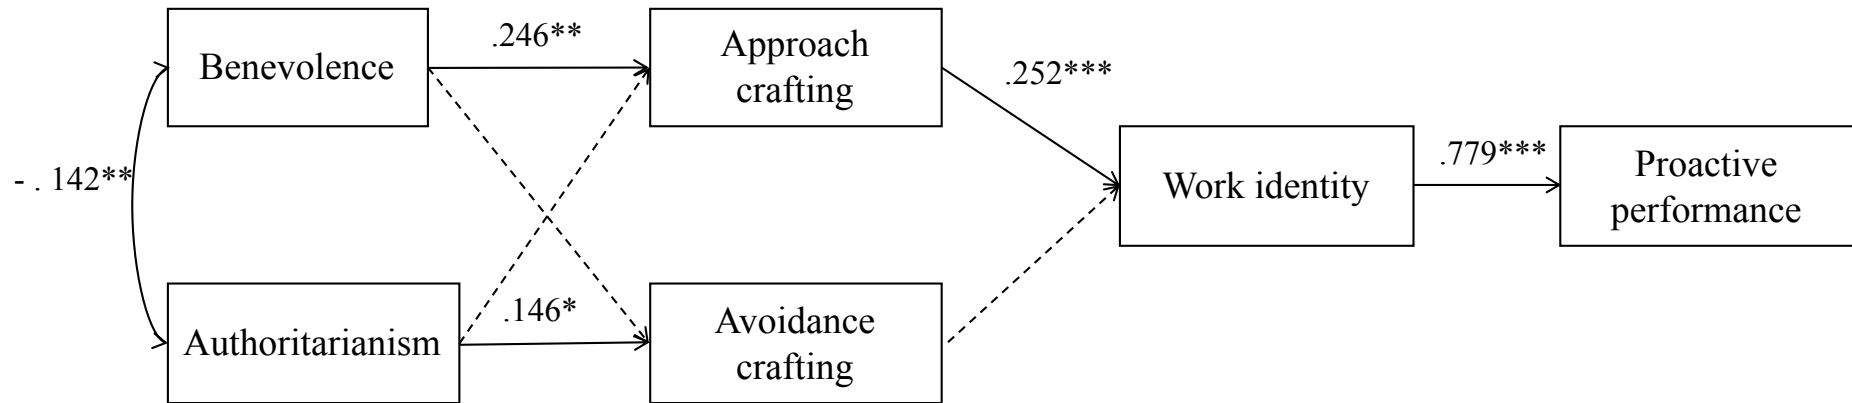 Benevolence
.246**
Approach
crafting
.252***
- . 142**
Work identity
.779***
Proactive
performance
Authoritarianism
.146*
Avoidance
crafting